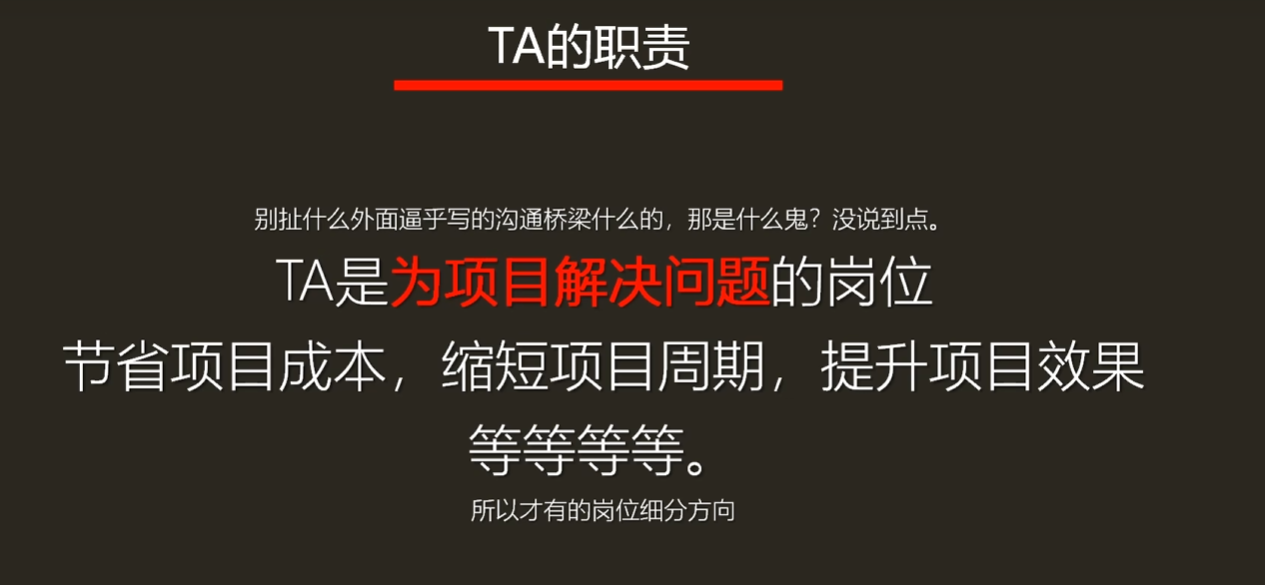 TA的职责
别扯什么外面逼乎写的沟通桥梁什么的，那是什么鬼？没说到点。
TA是为项目解决问题的岗位
节省项目成本，缩短项目周期，提升项目效果
等等等等。
所以才有的岗位细分方向